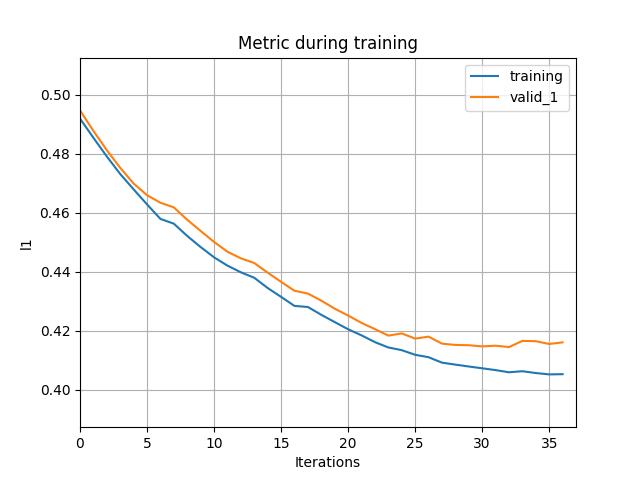 Metric during training
training
valid_1
0.50
0.48
0.46
0.44
0.42
0.40
l1
0 5 10 15 20 25 30 35
Iterations